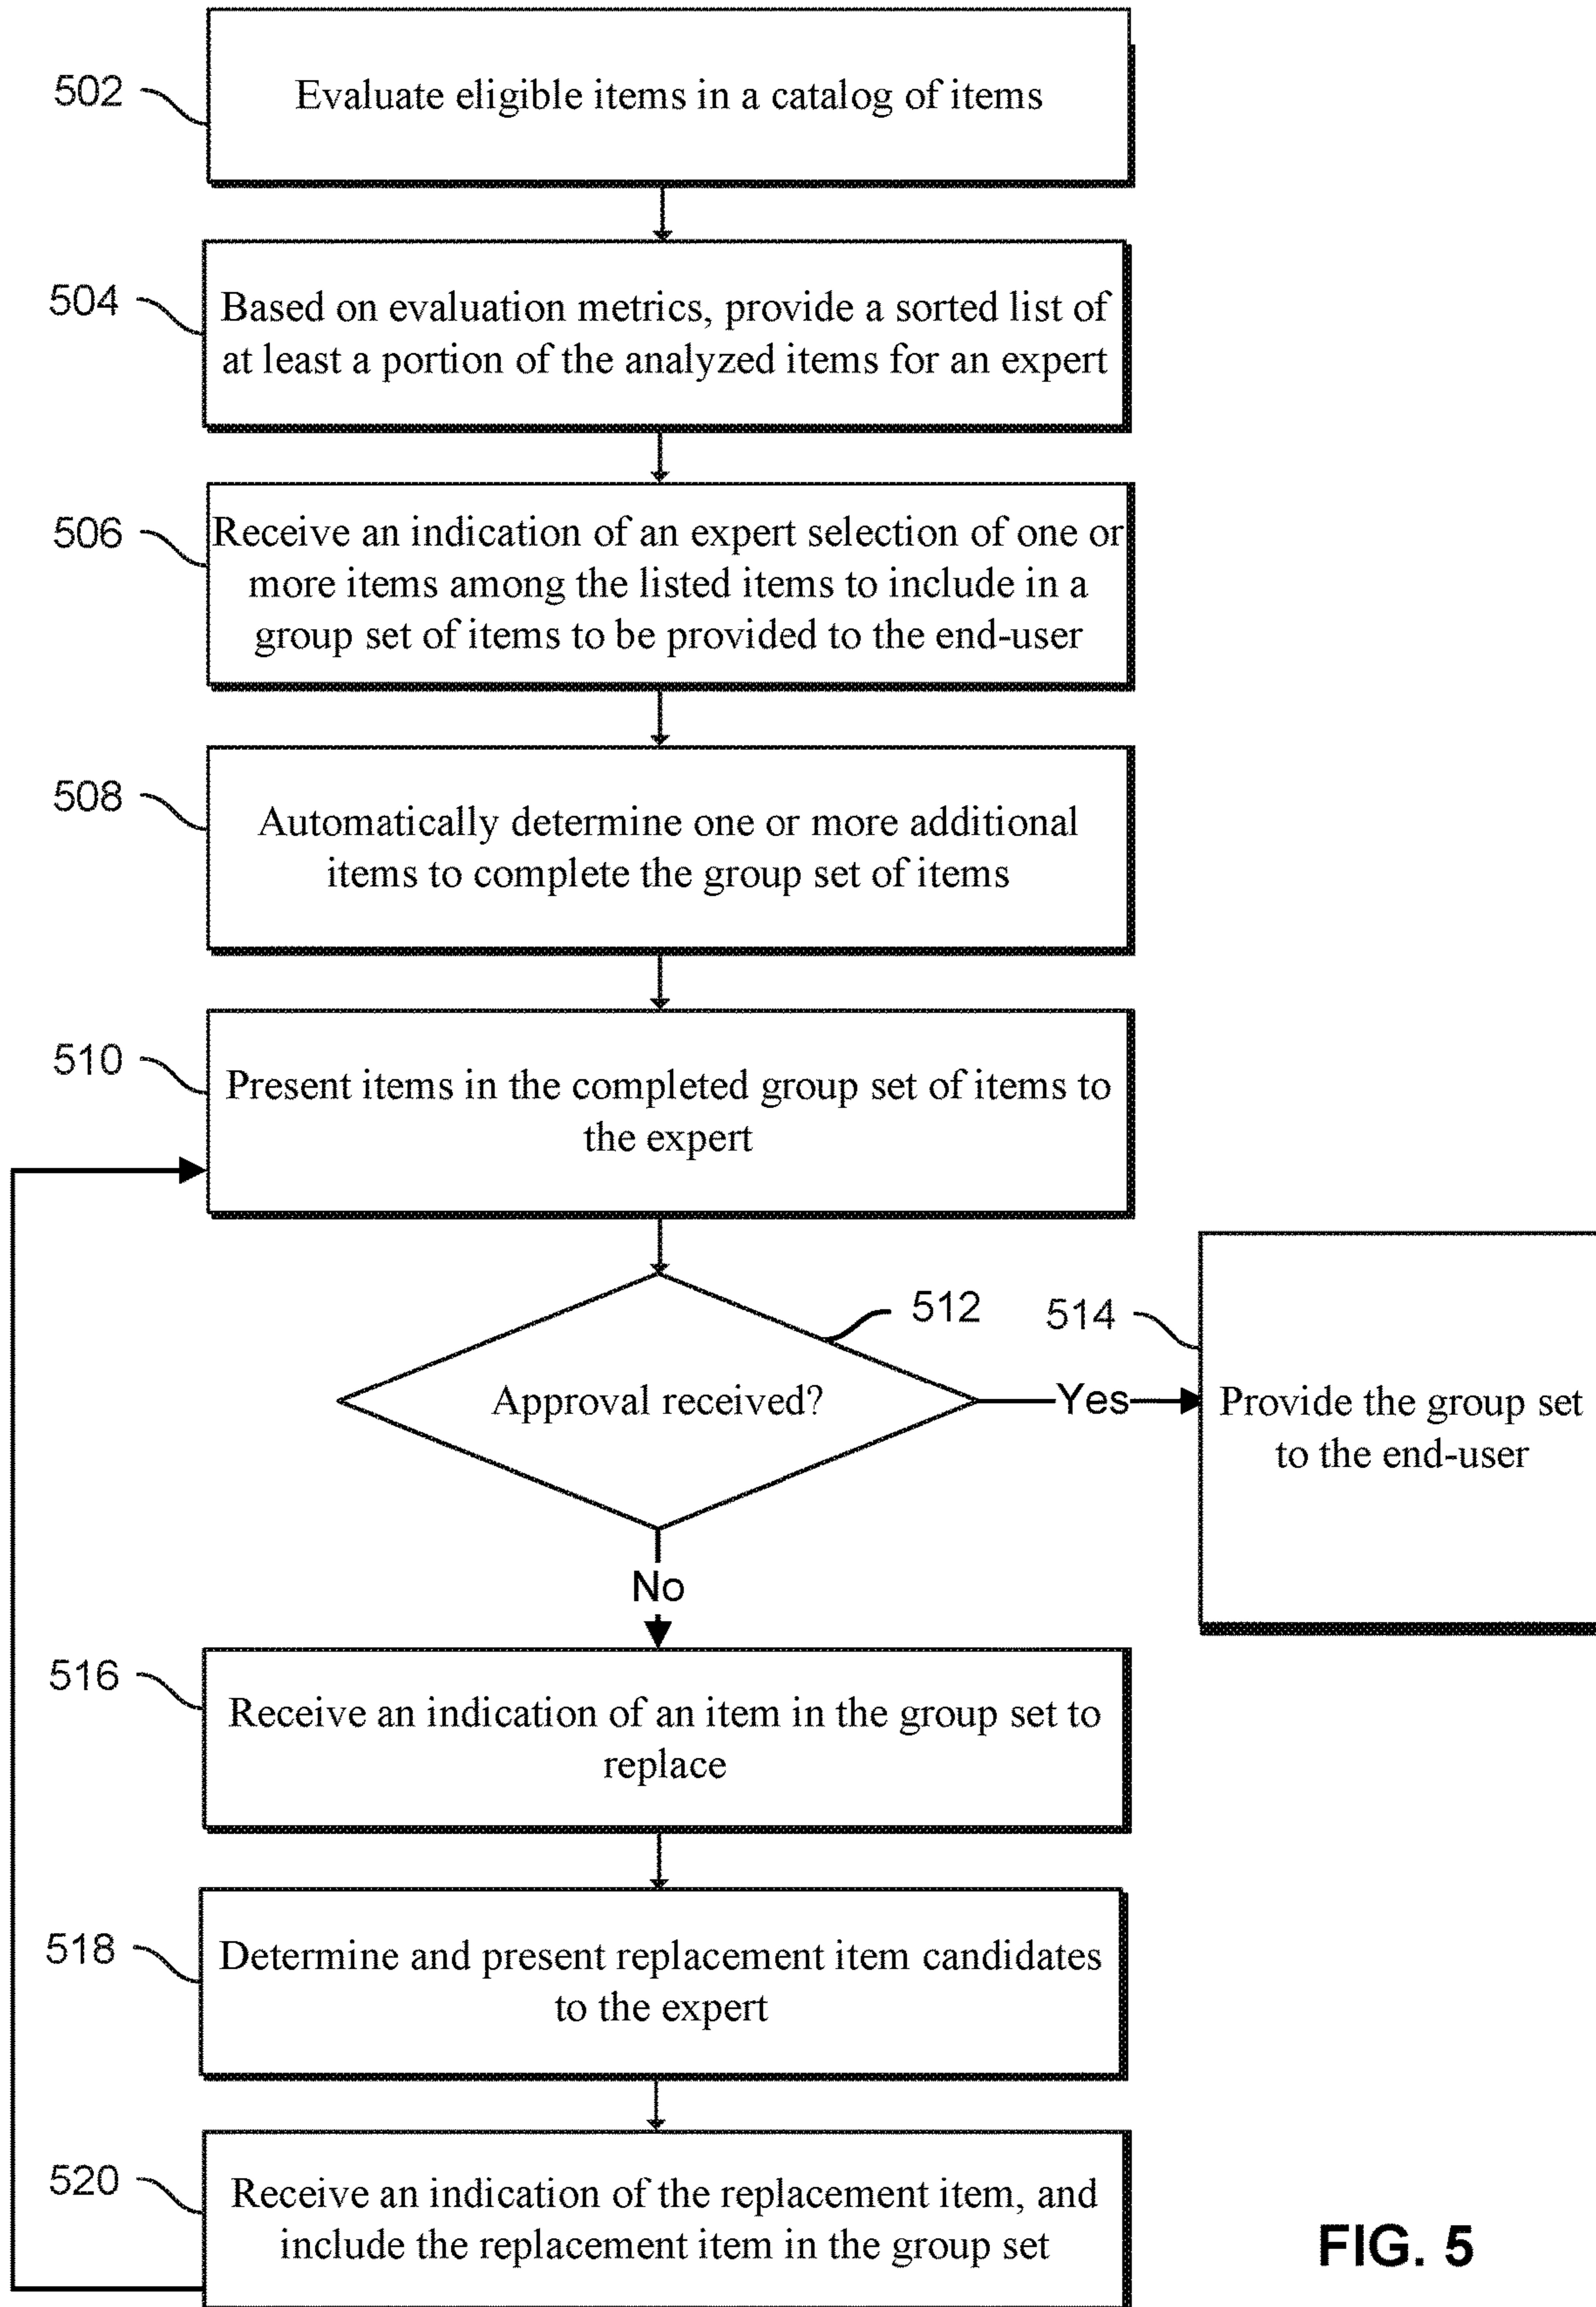 502
Evaluate eligible items in a catalog of items
504
Based on evaluation metrics, provide a sorted list of
at least a portion of the analyzed items for an expert
506
Receive an indication of an expert selection of one or
more items among the listed items to include in a
group set of items to be provided to the end-user
508
Automatically determine one or more additional
items to complete the group set of items
510
Present items in the completed group set of items to
the expert
512
Approval received?
Yes
514
Provide the group set
to the end-user
No
516
Receive an indication of an item in the group set to
replace
518
Determine and present replacement item candidates
to the expert
520
Receive an indication of the replacement item, and
include the replacement item in the group set
FIG. 5